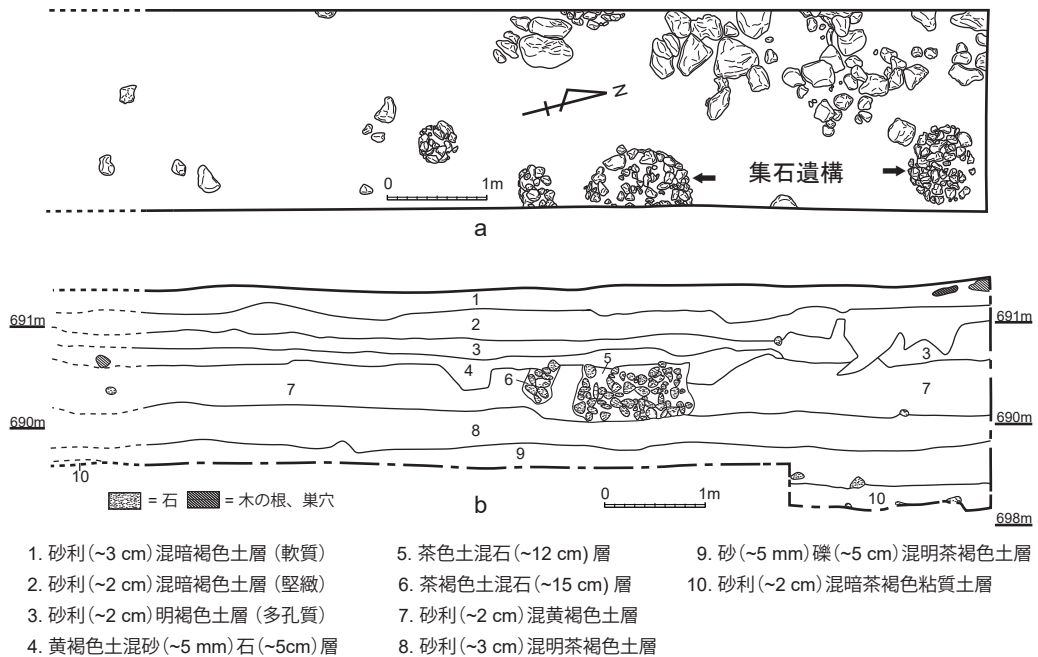 N
0 1m
集石遺構
a
1
691m 691m
2
3
5
3
4
6
7
7
690m 690m
8
9
10
10
= 石 = 木の根、巣穴
b
0 1m
698m
1. 砂利(~3 cm)混暗褐色土層(軟質)
2. 砂利(~2 cm)混暗褐色土層(堅緻)
3. 砂利(~2 cm)明褐色土層(多孔質)
4. 黄褐色土混砂(~5 mm)石(~5cm)層
5. 茶色土混石(~12 cm)層
6. 茶褐色土混石(~15 cm)層
7. 砂利(~2 cm)混黄褐色土層
8. 砂利(~3 cm)混明茶褐色土層
9. 砂(~5 mm)礫(~5 cm)混明茶褐色土層
10. 砂利(~2 cm)混暗茶褐色粘質土層